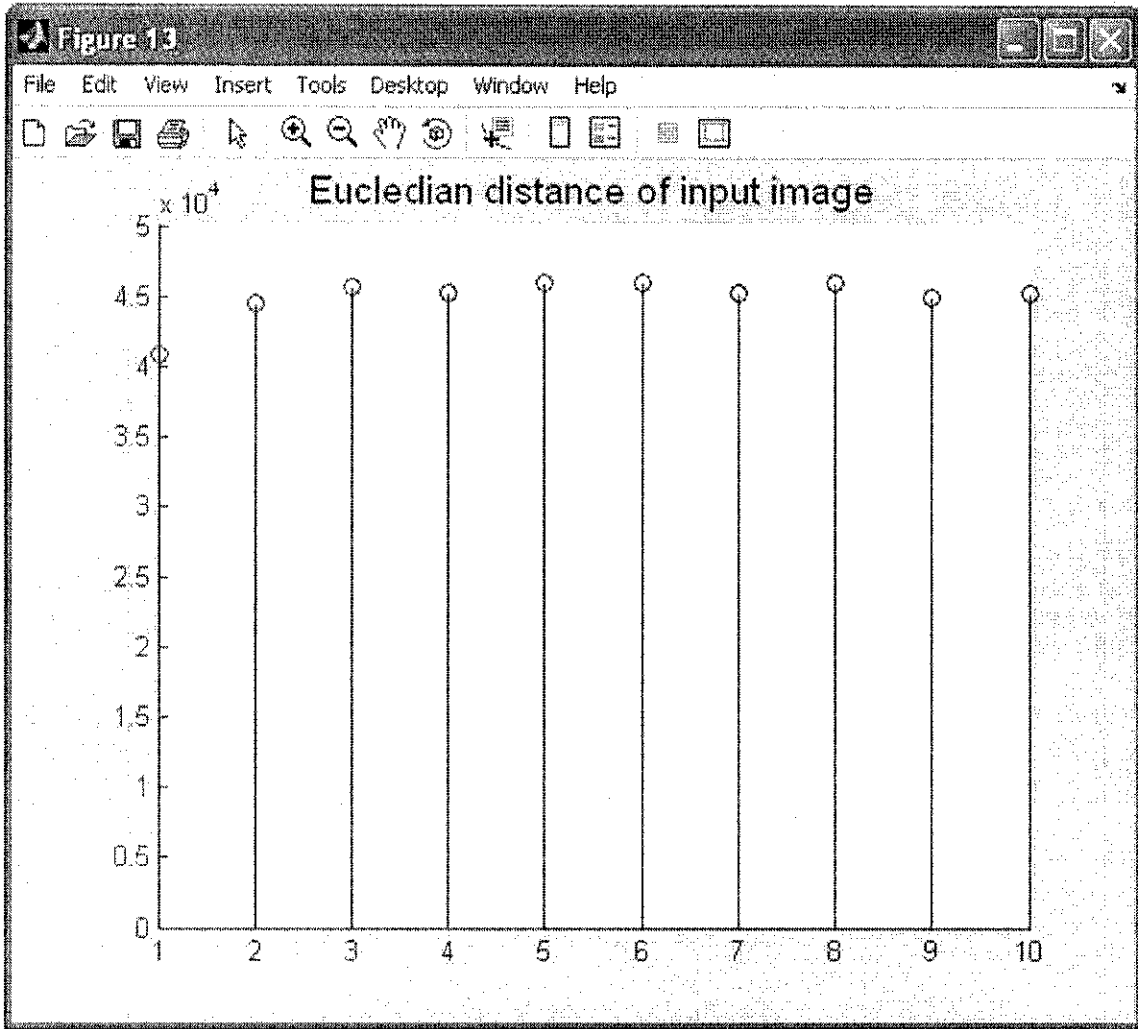 Figure 13
File Edit View Insert Tools Desktop Window Help
Eucledian distance of input image
x 10^4
5
4.5
4
3.5
3
2.5
2
1.5
1
0.5
0
1 2 3 4 5 6 7 8 9 10